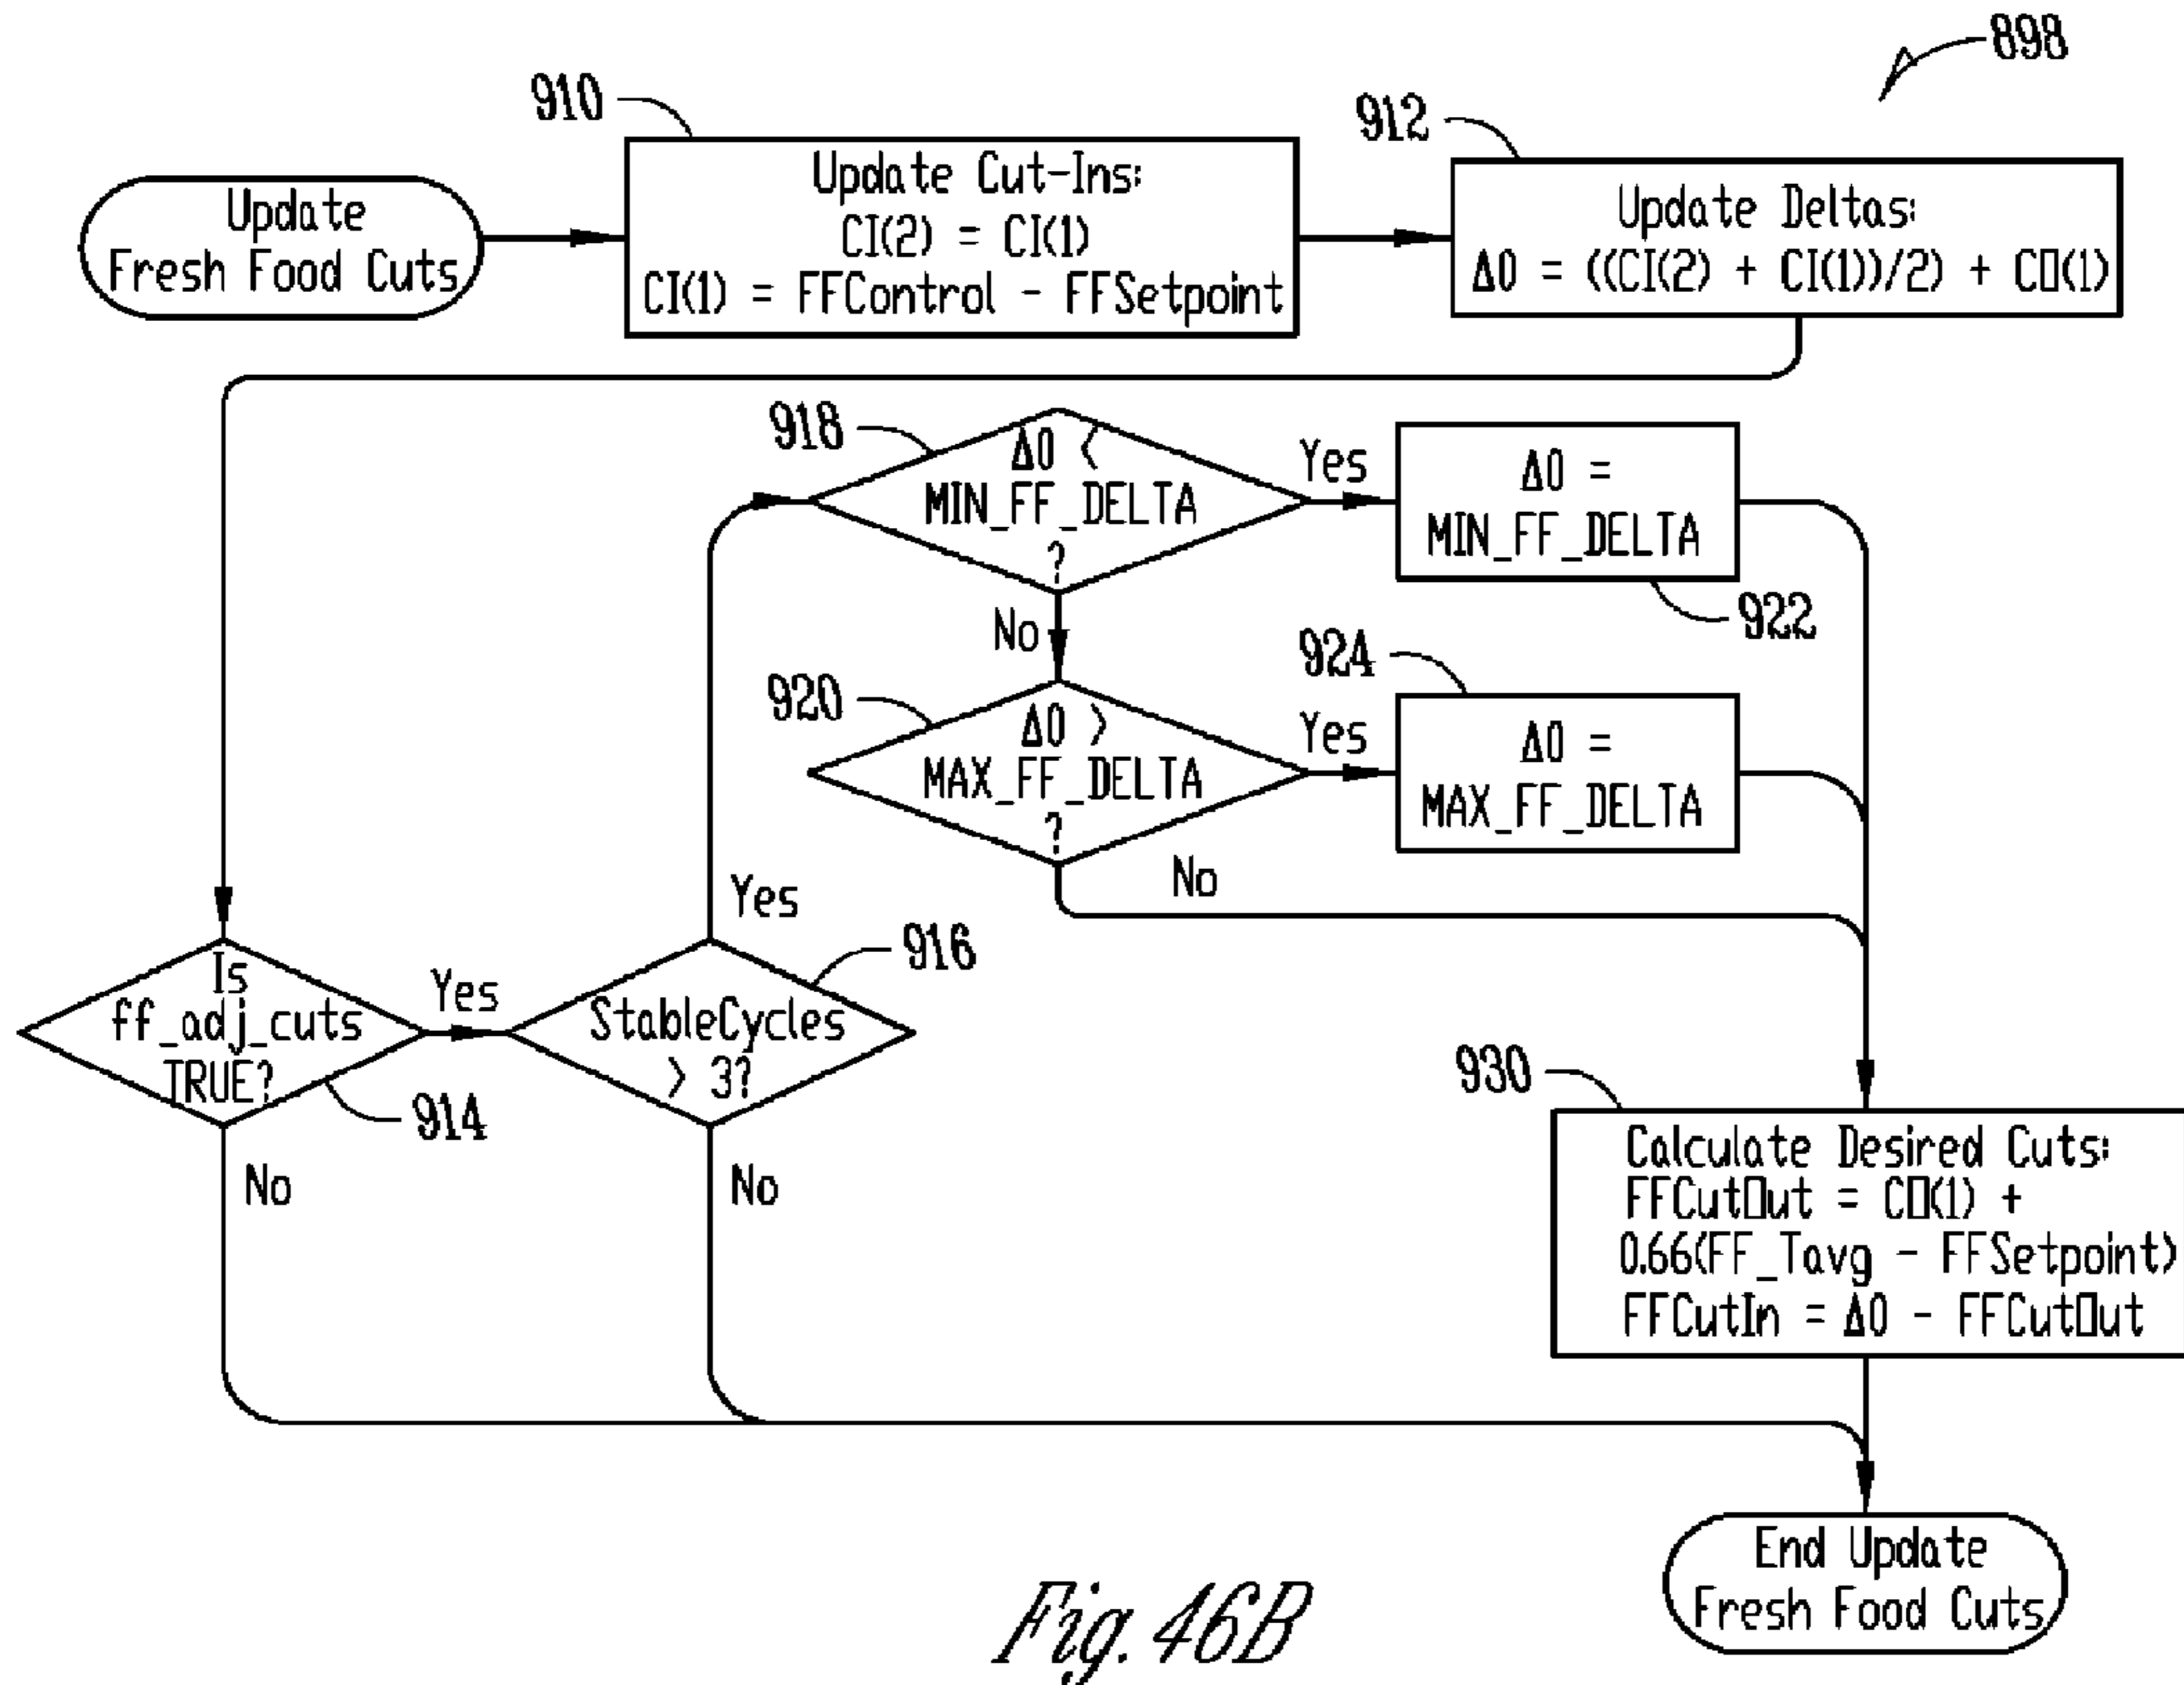 898
910
912
Update
Fresh Food Cuts
Update Cut-Ins:
CI(2) = CI(1)
CI(1) = FFControl - FFSetpoint
Update Deltas:
Δ0 = ((CI(2) + CI(1))/2) + CO(1)
918
Δ0 <
MIN_FF_DELTA
?
Yes
Δ0 =
MIN_FF_DELTA
922
No
920
Δ0 >
MAX_FF_DELTA
?
Yes
924
Δ0 =
MAX_FF_DELTA
No
Is
ff_adj_cuts
TRUE?
914
Yes
No
StableCycles
> 3?
916
Yes
No
930
Calculate Desired Cuts:
FFCutOut = CO(1) +
0.66(FF_Tavg - FFSetpoint)
FFCutIn = Δ0 - FFCutOut
End Update
Fresh Food Cuts
Fig. 46B